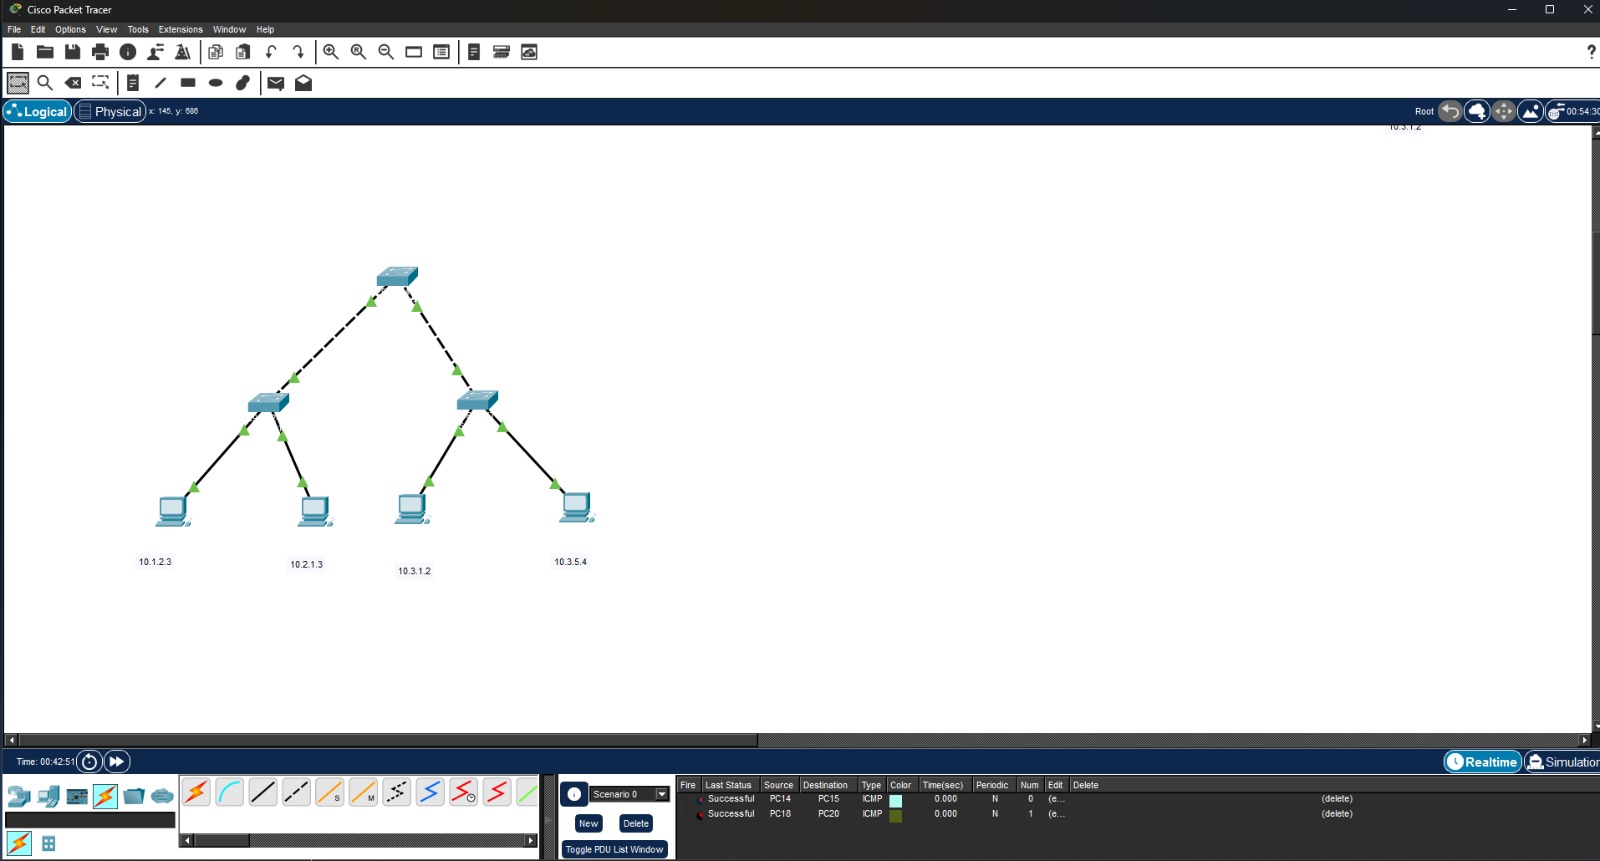 Cisco Packet Tracer
File Edit Options View Tools Extensions Window Help
?
Logical Physical x: 145, y: 686 Root 00:54:30
10.3.1.2
10.1.2.3 10.2.1.3 10.3.1.2 10.3.5.4
Time: 00:42:51 Realtime Simulation
S M
Scenario 0
New Delete
Toggle PDU List Window
Fire Last Status Source Destination Type Color Time(sec) Periodic Num Edit Delete
Successful PC14 PC15 ICMP 0.000 N 0 (e... (delete)
Successful PC18 PC20 ICMP 0.000 N 1 (e... (delete)